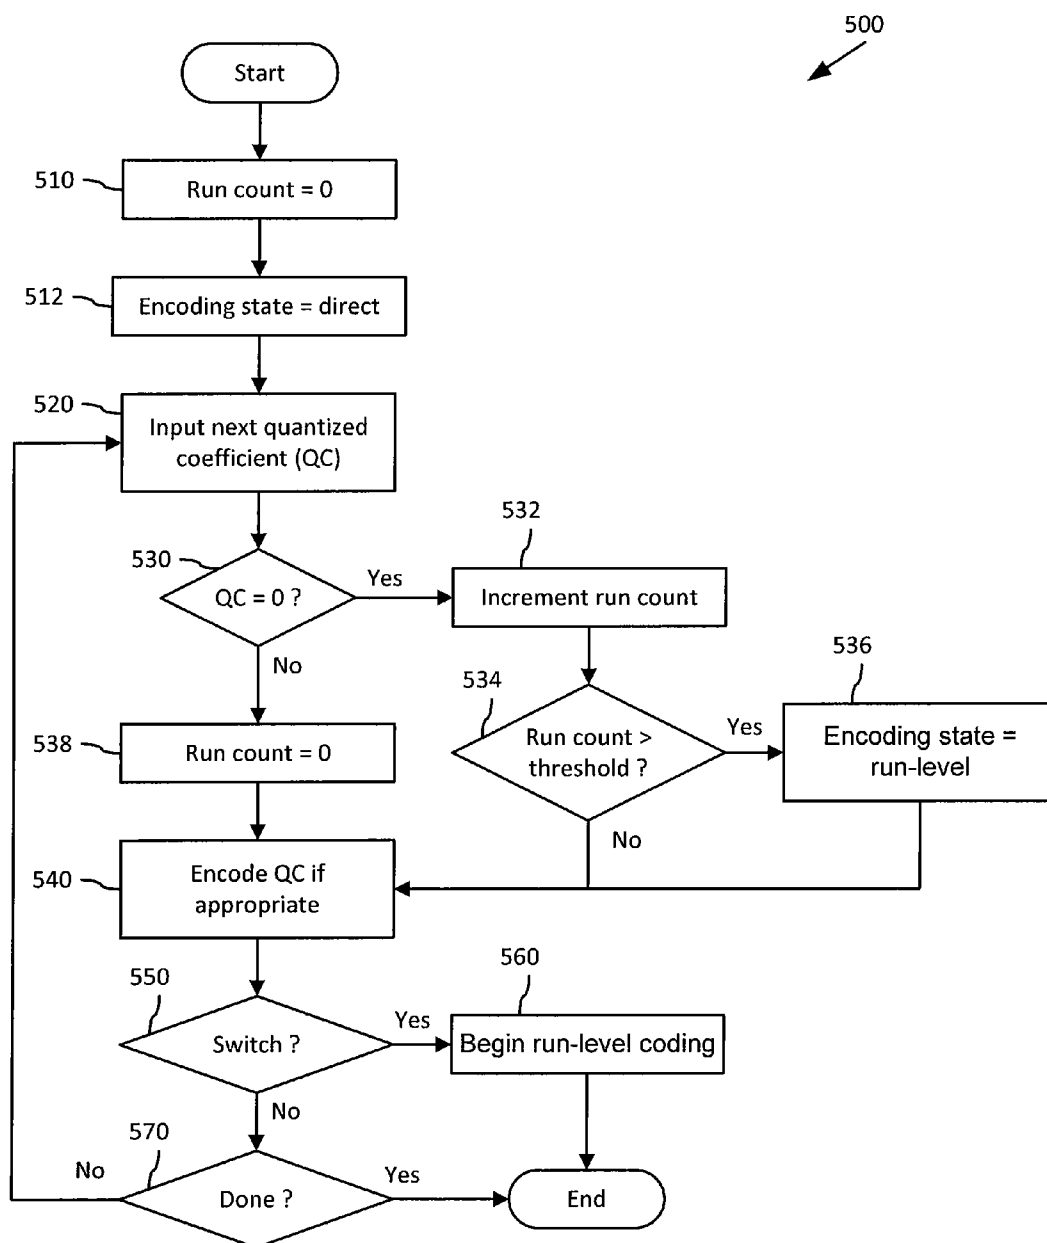 500
Start
510
Run count = 0
512
Encoding state = direct
520
Input next quantized
coefficient (QC)
530
QC = 0 ?
Yes
532
Increment run count
No
534
Run count >
threshold ?
Yes
536
Encoding state =
run-level
No
538
Run count = 0
540
Encode QC if
appropriate
550
Switch ?
Yes
560
Begin run-level coding
No
570
No
Done ?
Yes
End